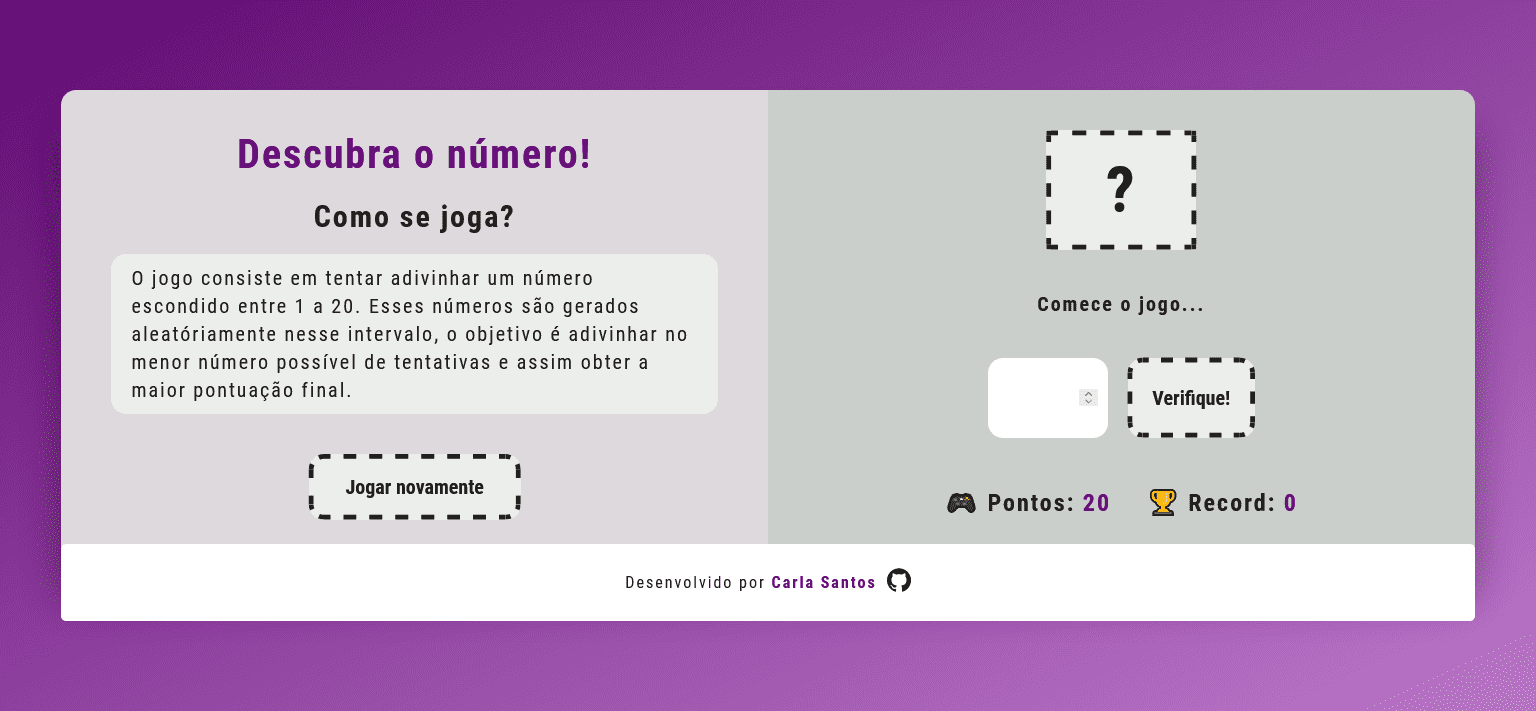 Descubra o número!
Como se joga?
O jogo consiste em tentar adivinhar um número
escondido entre 1 a 20. Esses números são gerados
aleatóriamente nesse intervalo, o objetivo é adivinhar no
menor número possível de tentativas e assim obter a
maior pontuação final.
Jogar novamente
?
Comece o jogo...
Verifique!
🎮 Pontos: 20 🏆 Record: 0
Desenvolvido por Carla Santos